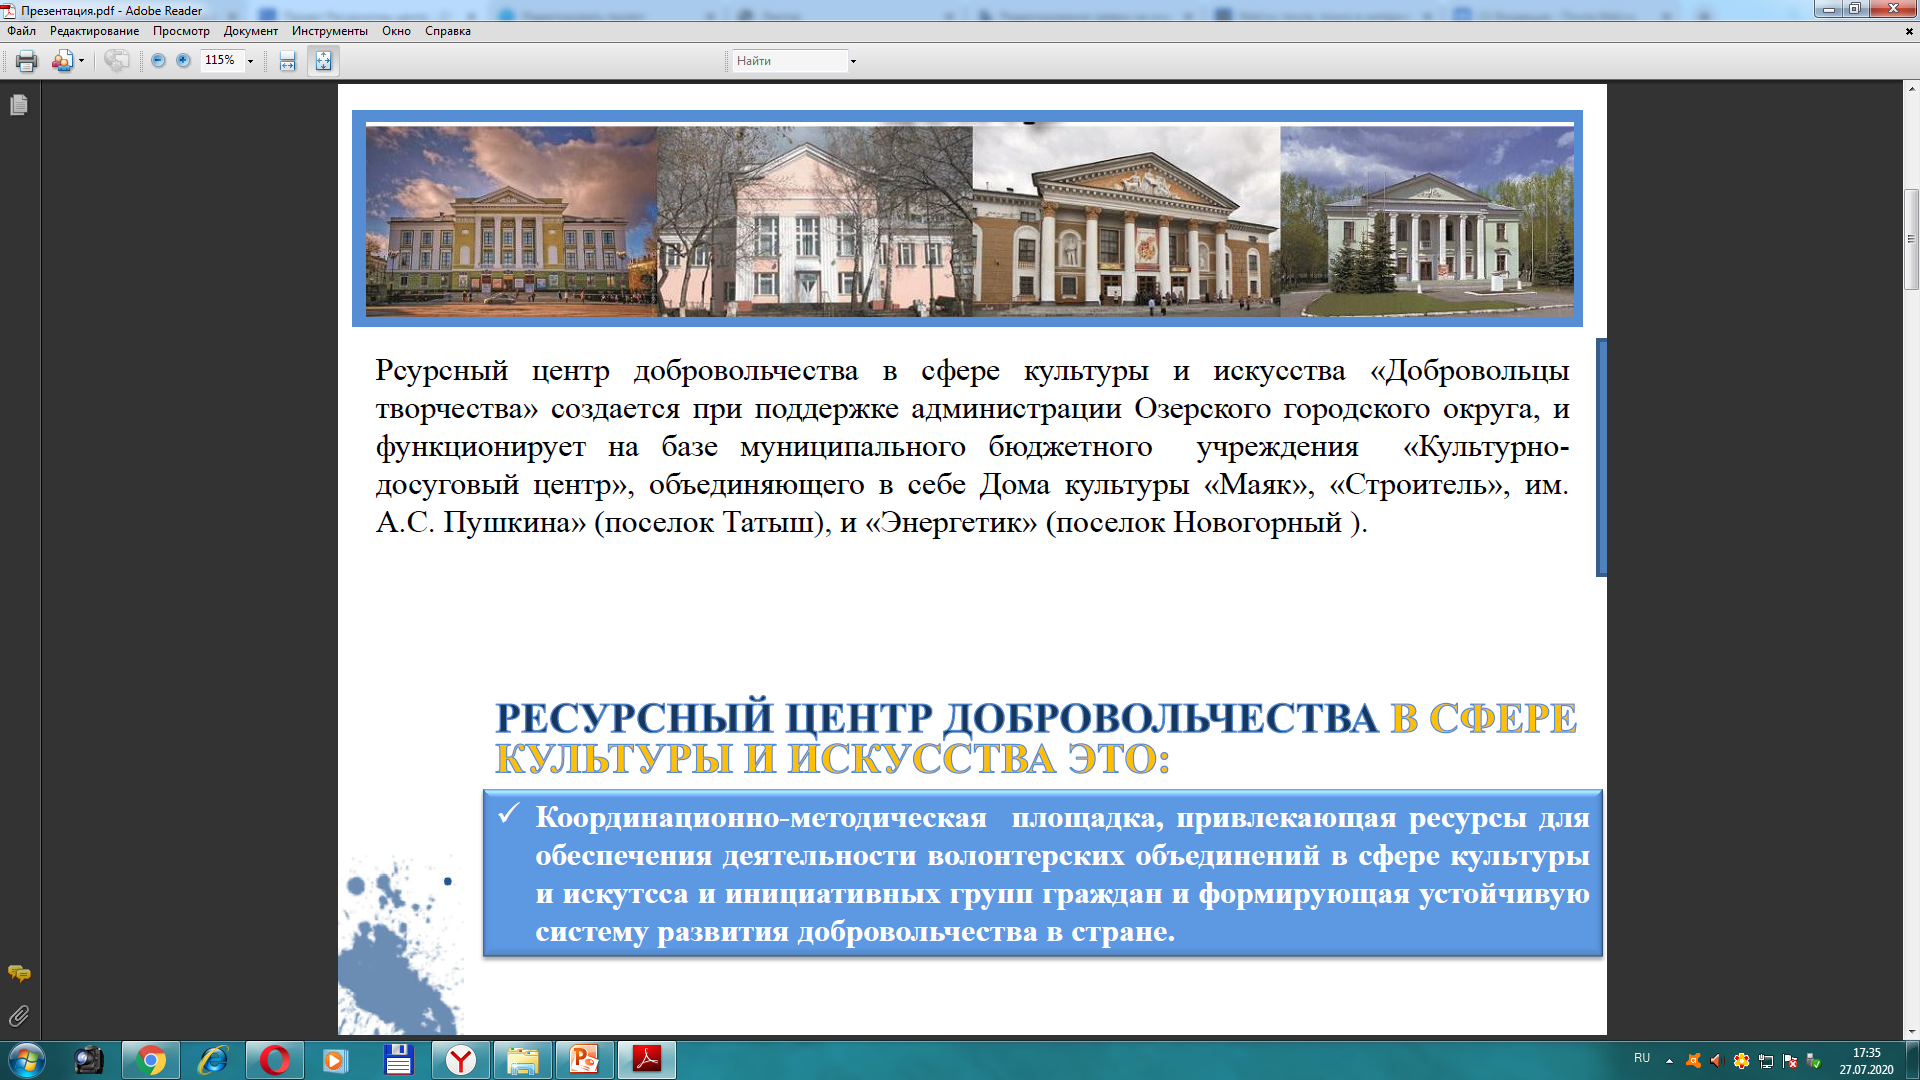 Презентация.pdf - Adobe Reader
Файл Редактирование Просмотр Документ Инструменты Окно Справка
115%
Найти
Рсурсный центр добровольчества в сфере культуры и искусства «Добровольцы
творчества» создается при поддержке администрации Озерского городского округа, и
функционирует на базе муниципального бюджетного учреждения «Культурно-
досуговый центр», объединяющего в себе Дома культуры «Маяк», «Строитель», им.
А.С. Пушкина» (поселок Татыш), и «Энергетик» (поселок Новогорный ).
РЕСУРСНЫЙ ЦЕНТР ДОБРОВОЛЬЧЕСТВА В СФЕРЕ
КУЛЬТУРЫ И ИСКУССТВА ЭТО:
✓ Координационно-методическая площадка, привлекающая ресурсы для
обеспечения деятельности волонтерских объединений в сфере культуры
и искутсса и инициативных групп граждан и формирующая устойчивую
систему развития добровольчества в стране.
RU
17:35
27.07.2020